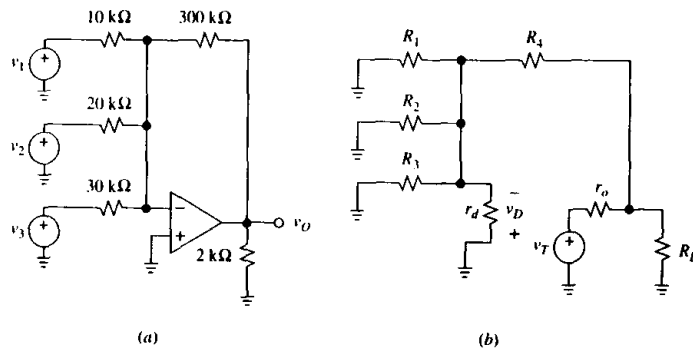 10 kΩ
300 kΩ
v1
20 kΩ
v2
30 kΩ
v3
−
+
vO
2 kΩ
(a)
R1
R4
R2
R3
rd
−
vD
+
ro
vT
RL
(b)